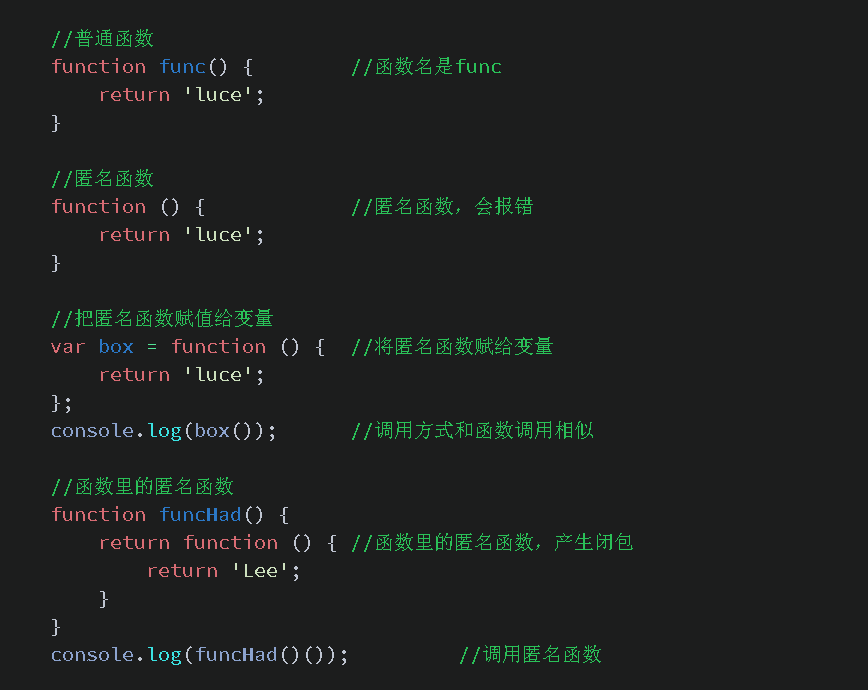 //普通函数
function func() {        //函数名是func
    return 'luce';
}
//匿名函数
function () {            //匿名函数，会报错
    return 'luce';
}
//把匿名函数赋值给变量
var box = function () {  //将匿名函数赋给变量
    return 'luce';
};
console.log(box());      //调用方式和函数调用相似
//函数里的匿名函数
function funcHad() {
    return function () { //函数里的匿名函数，产生闭包
        return 'Lee';
    }
}
console.log(funcHad()());         //调用匿名函数